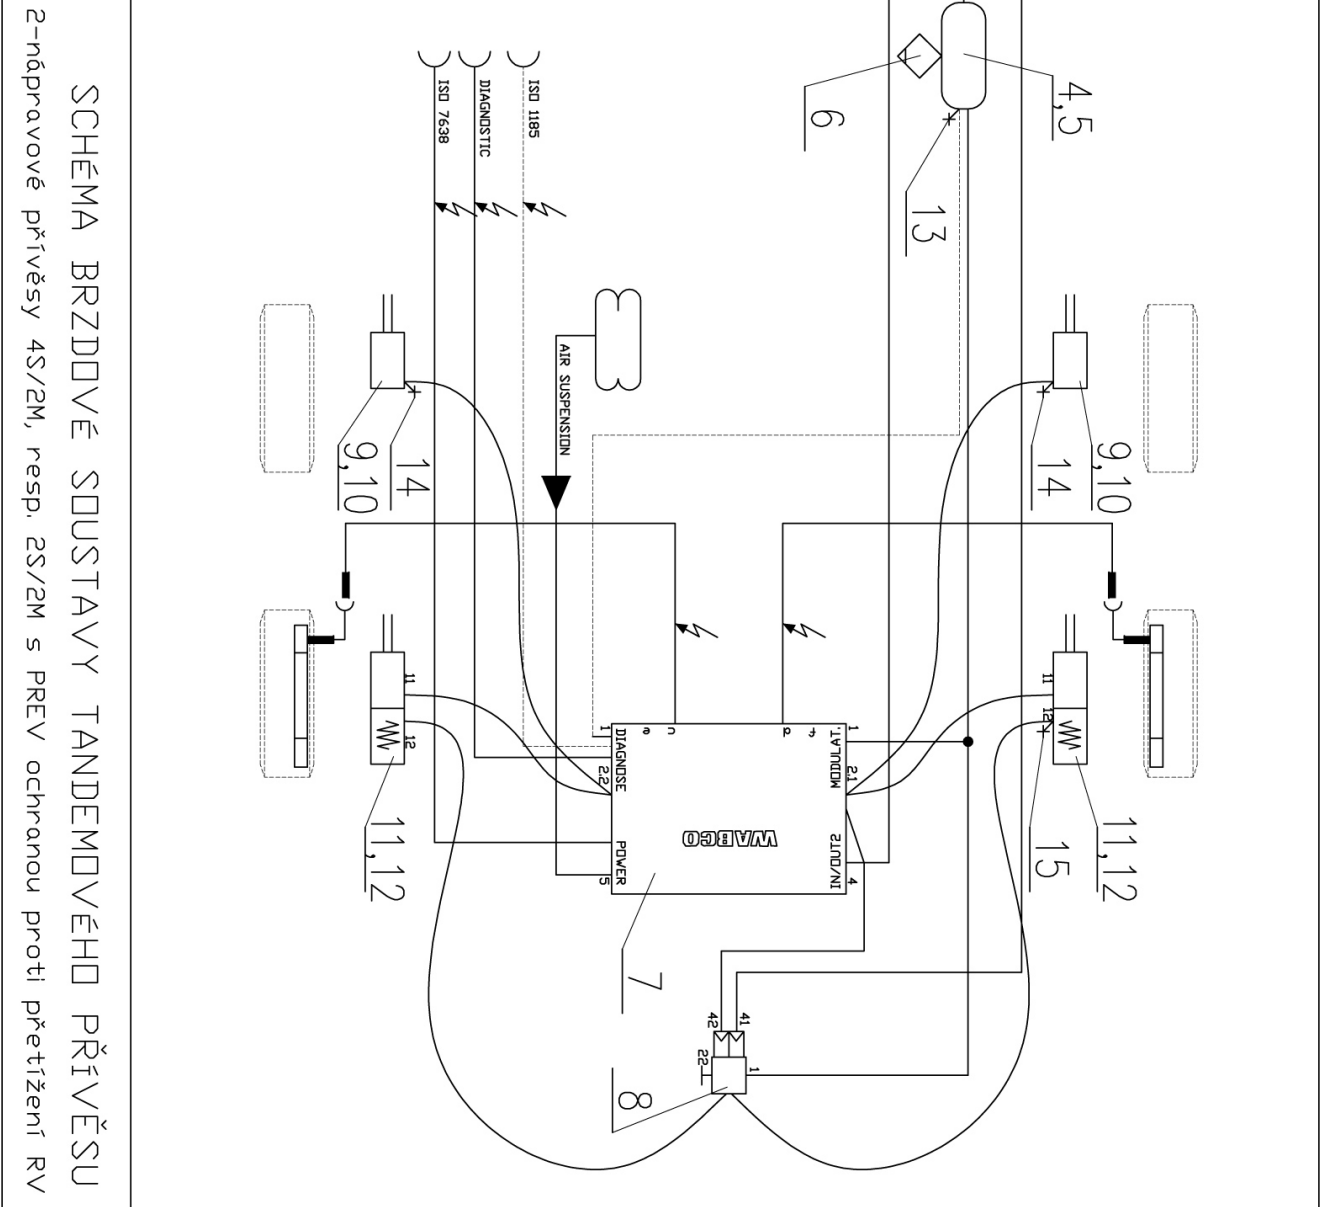 SCHÉMA BRZDOVÉ SOUSTAVY TANDEMOVÉHO PŘÍVĚSU
2-nápravové přívěsy 4S/2M, resp. 2S/2M s PREV ochranou proti přetížení RV
ISO 1185
DIAGNOSTIC
ISO 7638
4,5
6
13
AIR SUSPENSION
9,10
14
9,10
14
11
12
11
12
11,12
15
11,12
1
MODULAT.
2.1
IN/OUT2
4
f
d
c
e
1
DIAGNOSE
2.2
POWER
5
WABCO
7
41
42
22
1
8